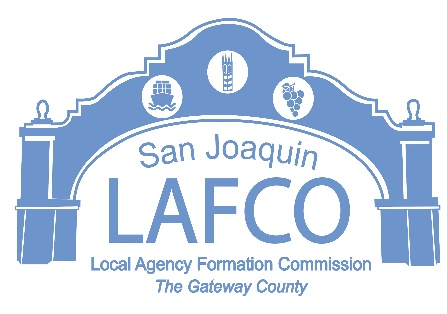 San Joaquin
LAFCO
Local Agency Formation Commission
The Gateway County